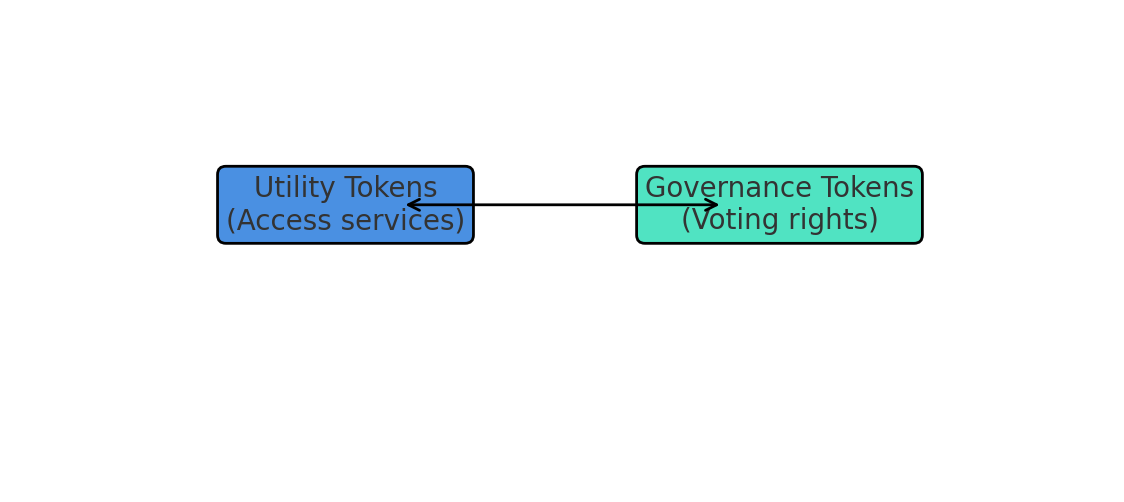 Utility Tokens
(Access services)
Governance Tokens
(Voting rights)